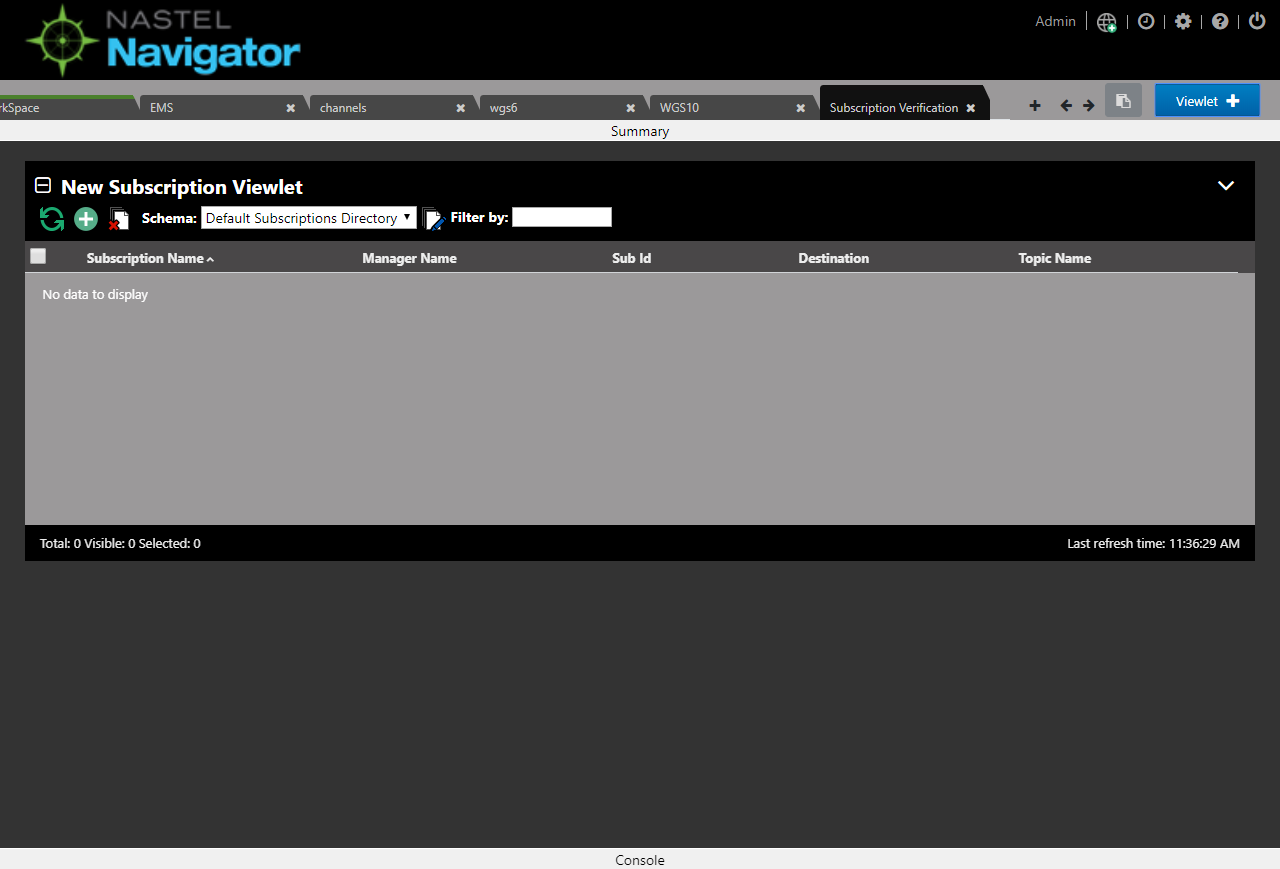 NASTEL
Navigator
Admin
rkSpace EMS channels wgs6 WGS10 Subscription Verification Viewlet
Summary
New Subscription Viewlet
Schema: Default Subscriptions Directory Filter by:
Subscription Name Manager Name Sub Id Destination Topic Name
No data to display
Total: 0 Visible: 0 Selected: 0 Last refresh time: 11:36:29 AM
Console